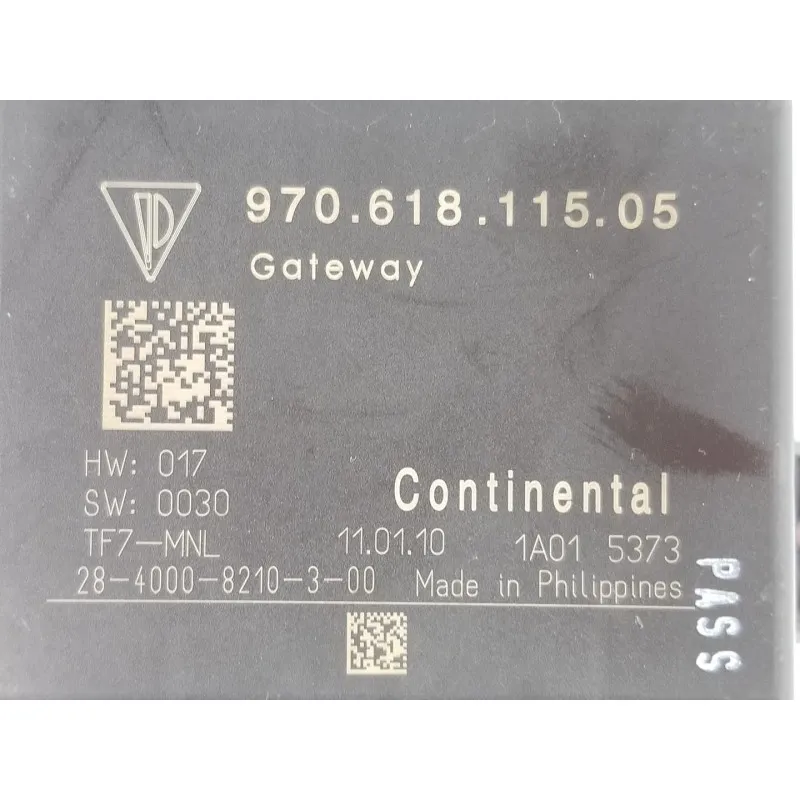 970.618.115.05
Gateway
HW: 017
SW: 0030
Continental
TF7-MNL 11.01.10 1A01 5373
28-4000-8210-3-00 Made in Philippines
PASS